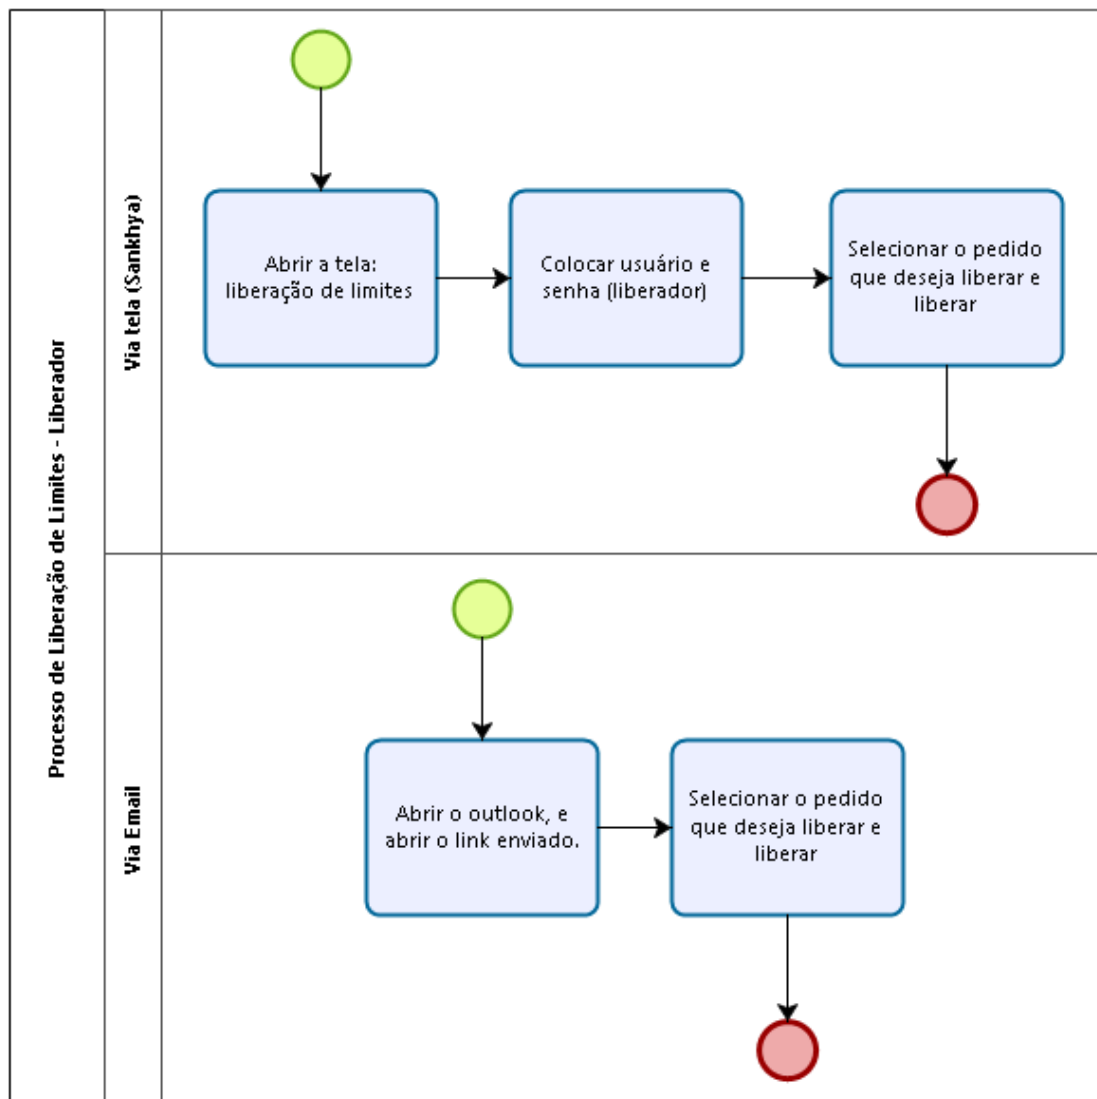 Processo de Liberação de Limites - Liberador
Via tela (Sankhya)
Abrir a tela:
liberação de limites
Colocar usuário e
senha (liberador)
Selecionar o pedido
que deseja liberar e
liberar
Via Email
Abrir o outlook, e
abrir o link enviado.
Selecionar o pedido
que deseja liberar e
liberar